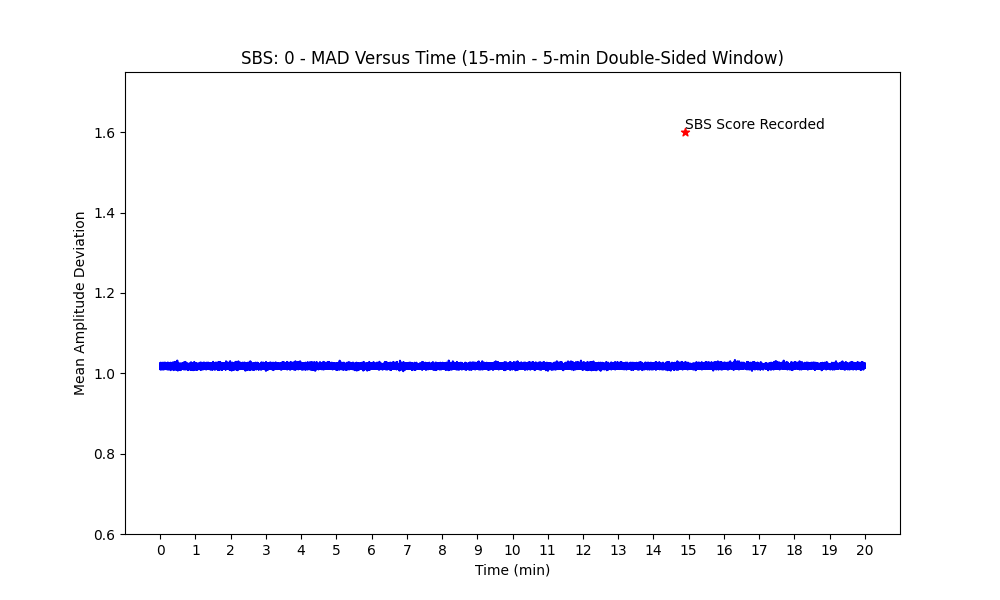 SBS: 0 - MAD Versus Time (15-min - 5-min Double-Sided Window)
SBS Score Recorded
Mean Amplitude Deviation
1.6
1.4
1.2
1.0
0.8
0.6
0 1 2 3 4 5 6 7 8 9 10 11 12 13 14 15 16 17 18 19 20
Time (min)